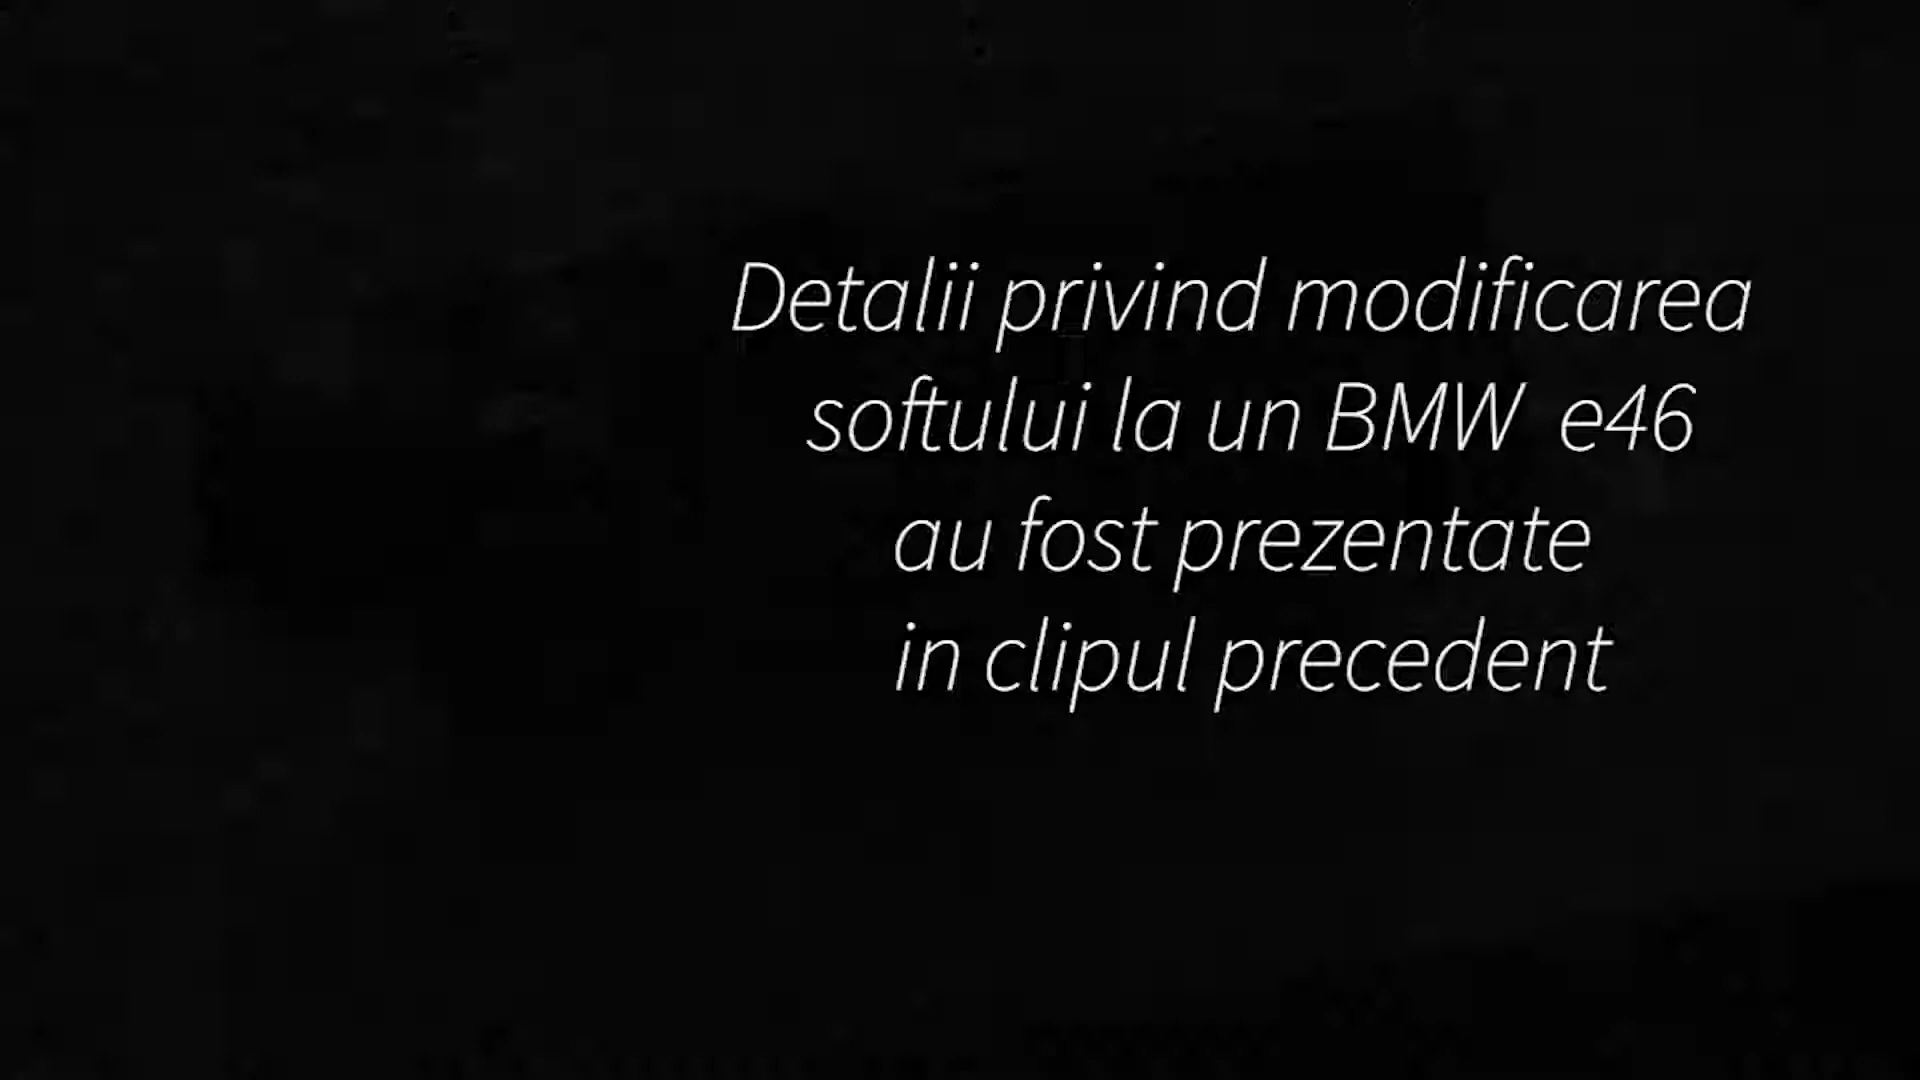 Detalii privind modificarea
softului la un BMW e46
au fost prezentate
in clipul precedent